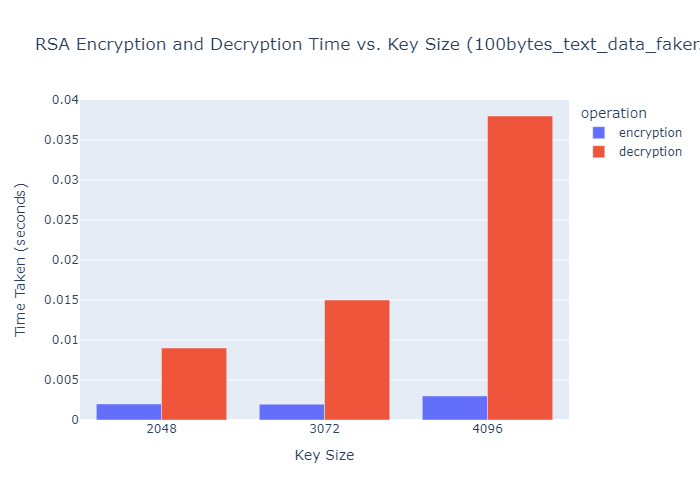 RSA Encryption and Decryption Time vs. Key Size (100bytes_text_data_faker.
operation
encryption
decryption
0.04
0.035
0.03
0.025
0.02
0.015
0.01
0.005
0
Time Taken (seconds)
2048 3072 4096
Key Size